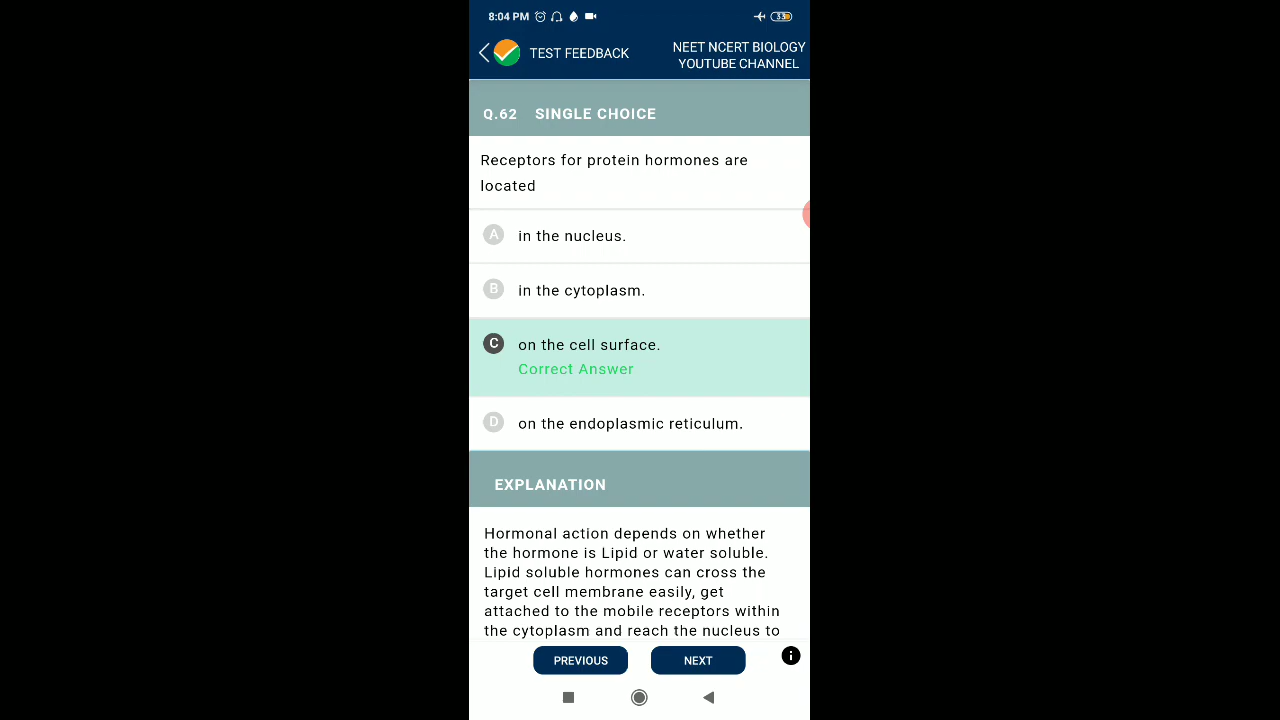 8:04 PM
33
TEST FEEDBACK
NEET NCERT BIOLOGY
YOUTUBE CHANNEL
Q.62 SINGLE CHOICE
Receptors for protein hormones are
located
A in the nucleus.
B in the cytoplasm.
C on the cell surface.
Correct Answer
D on the endoplasmic reticulum.
EXPLANATION
Hormonal action depends on whether
the hormone is Lipid or water soluble.
Lipid soluble hormones can cross the
target cell membrane easily, get
attached to the mobile receptors within
the cytoplasm and reach the nucleus to
PREVIOUS NEXT